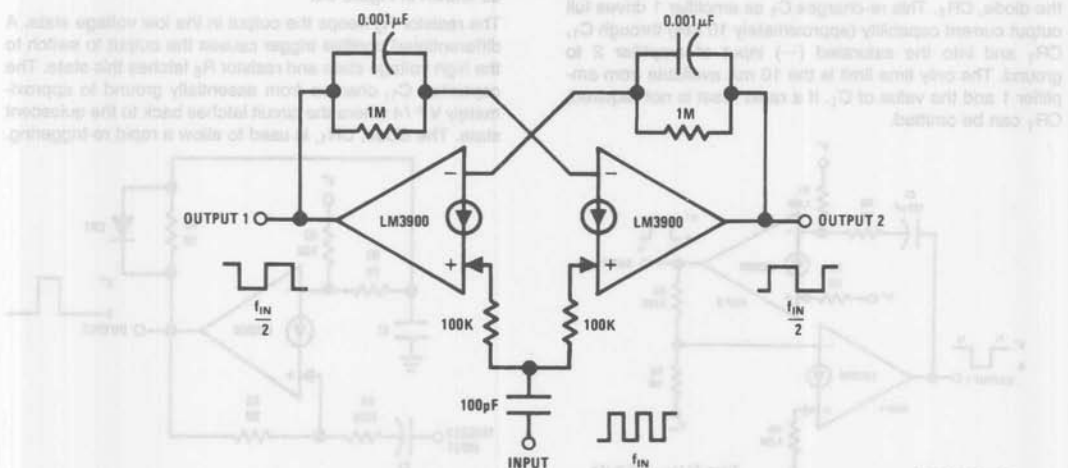 the diode, CR₁. This re-charges C₁ as amplifier 1 drives full
output current capability (approximately 10 mA through C₁,
CR₁ and into the saturated (−) input of amplifier 2 to
ground. The only time limit is the 10 mA available from am-
plifier 1 and the value of C₁. If a rapid reset is not required,
CR₁ can be omitted.
The resistor keeps the output in the low voltage state. A
differentiated positive trigger causes the output to switch to
the high voltage state and resistor R₅ latches this state. The
capacitor C₁, charges from essentially ground to approxi-
mately V⁺/4 where the circuit latches back to the quiescent
state. The diode, CR₁, is used to allow a rapid re-triggering.
0.001μF
0.001μF
1M
1M
−
−
LM3900
LM3900
OUTPUT 1
OUTPUT 2
+
+
fIN
2
100K
100K
fIN
2
100pF
INPUT
fIN